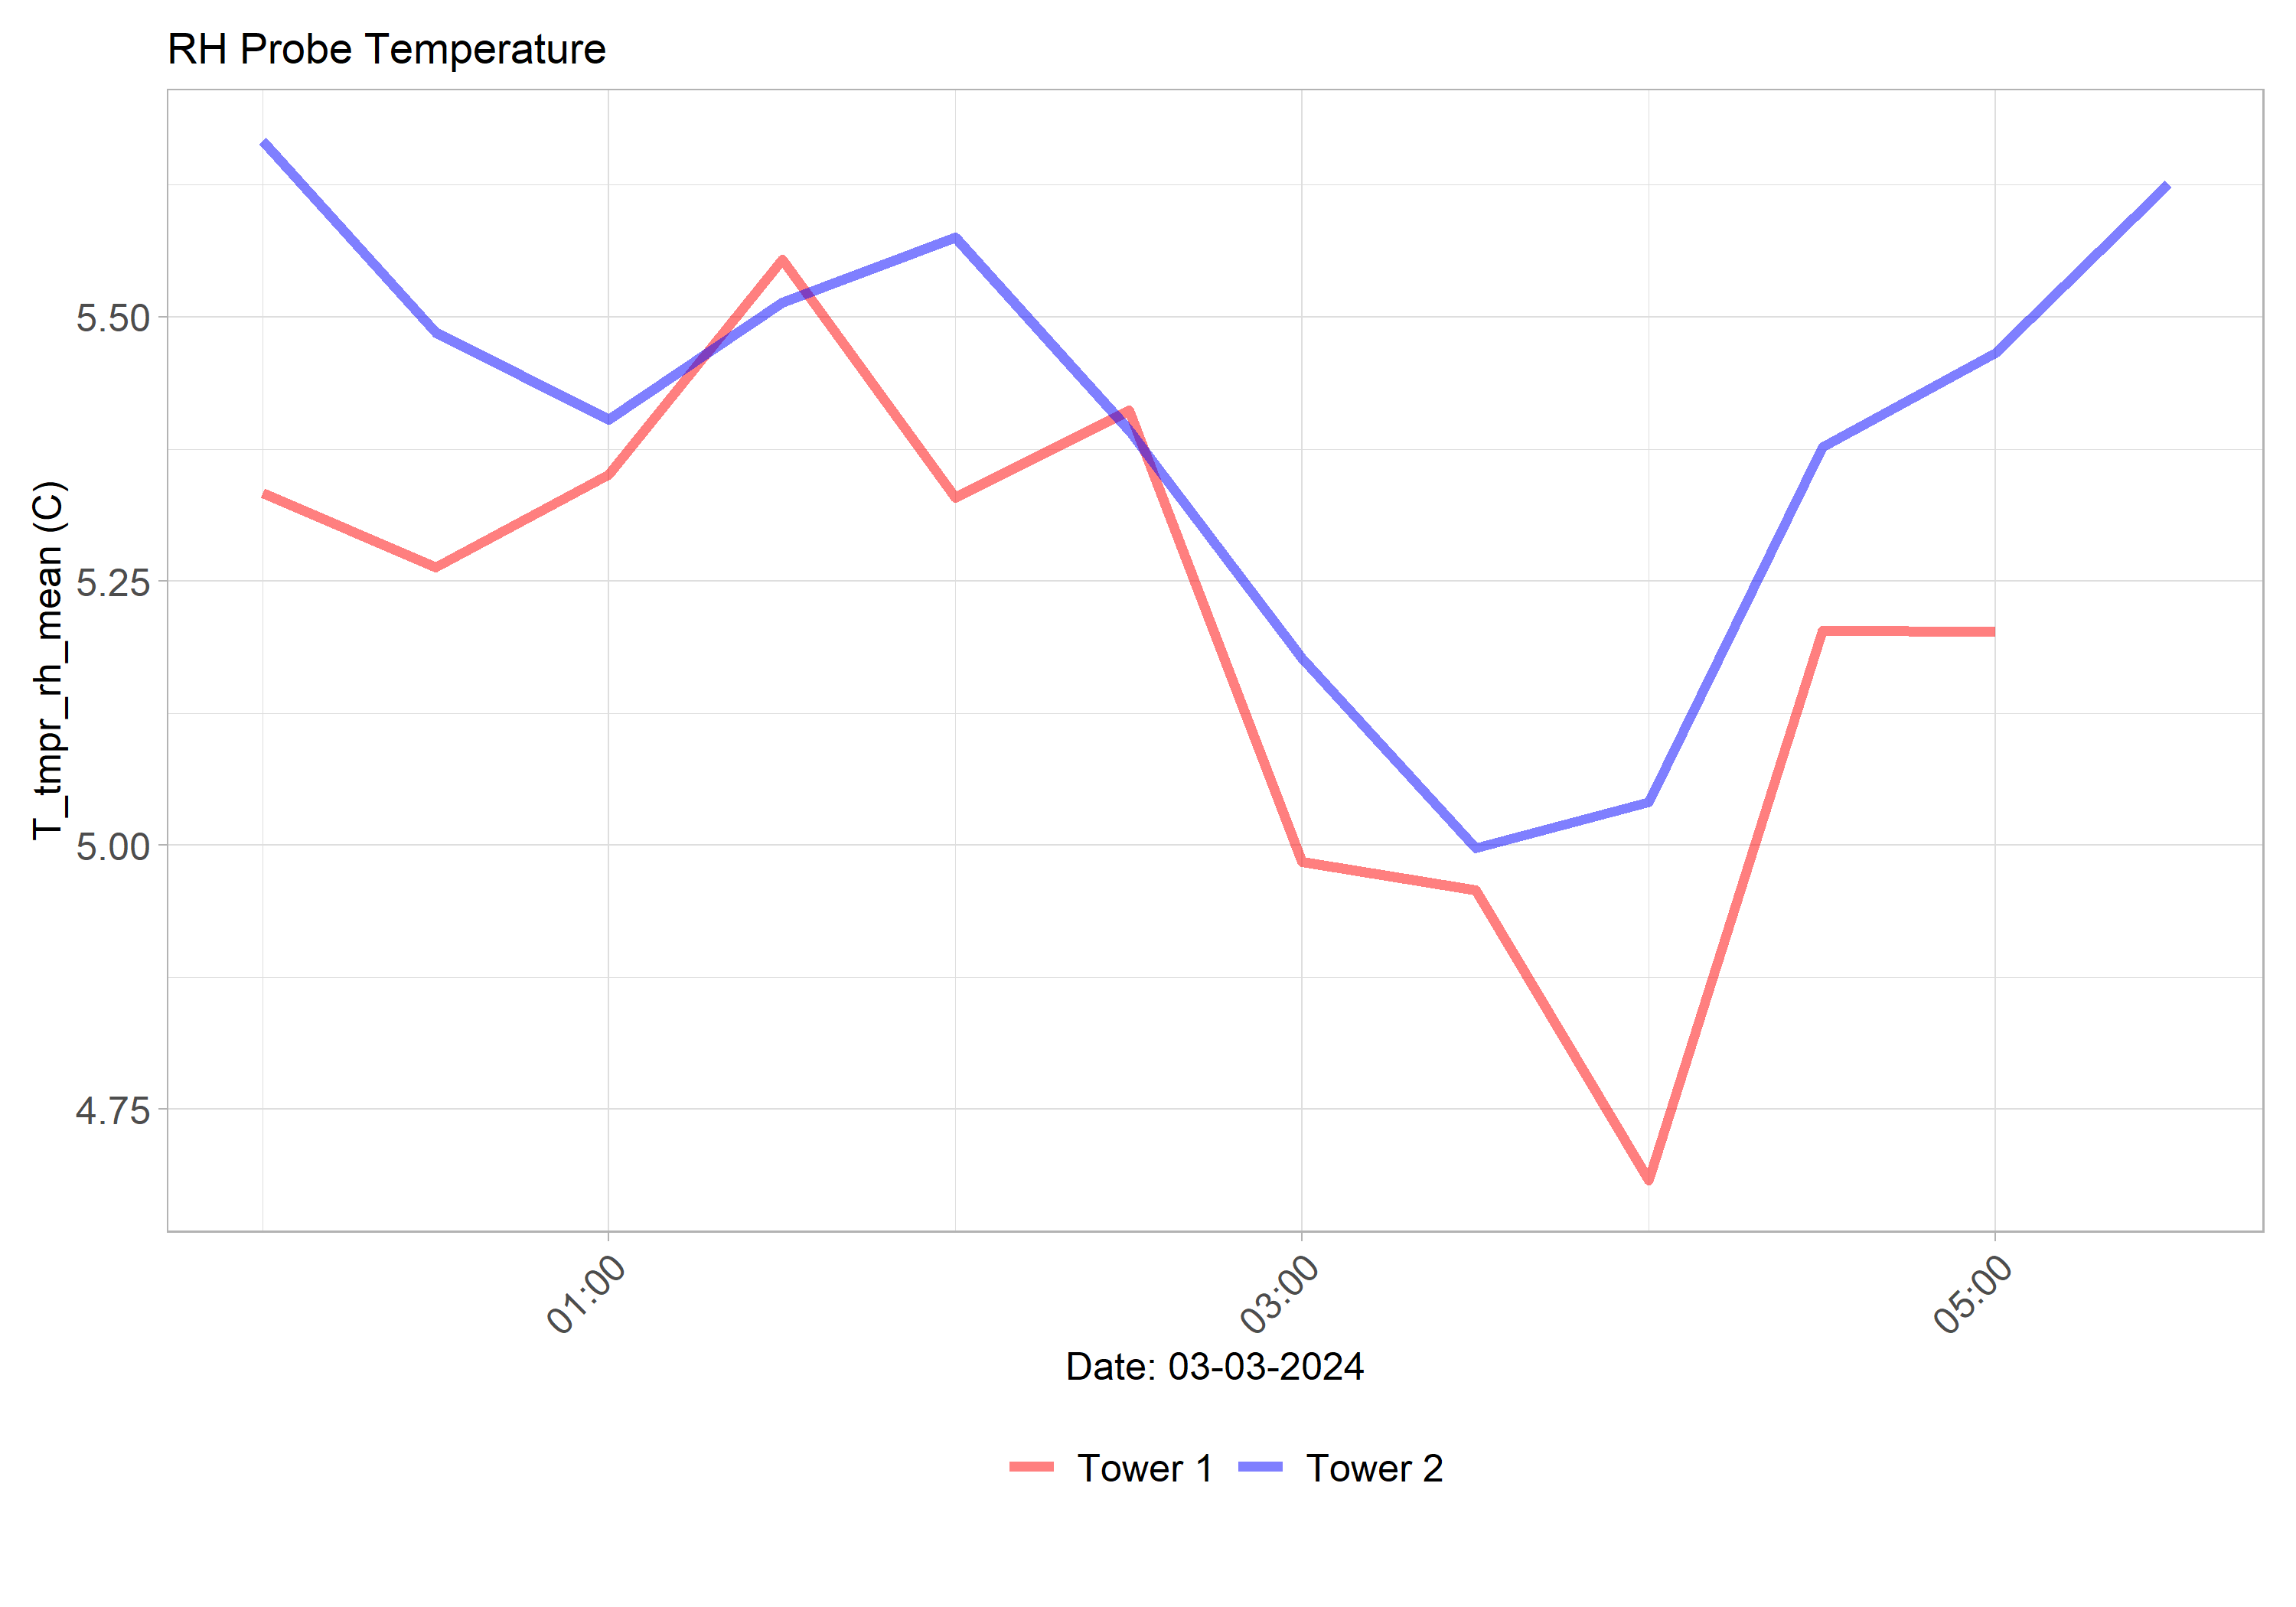 RH Probe Temperature
T_tmpr_rh_mean (C)
5.50
5.25
5.00
4.75
01:00
03:00
05:00
Date: 03-03-2024
Tower 1
Tower 2